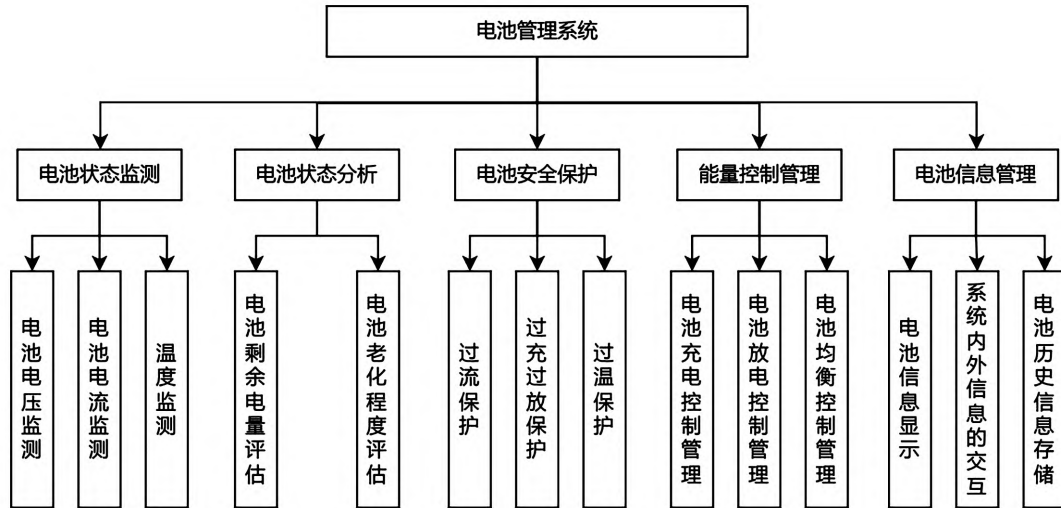 电池管理系统
电池状态监测
电池状态分析
电池安全保护
能量控制管理
电池信息管理
电池电压监测
电池电流监测
温度监测
电池剩余电量评估
电池老化程度评估
过流保护
过充过放保护
过温保护
电池充电控制管理
电池放电控制管理
电池均衡控制管理
电池信息显示
系统内外信息的交互
电池历史信息存储